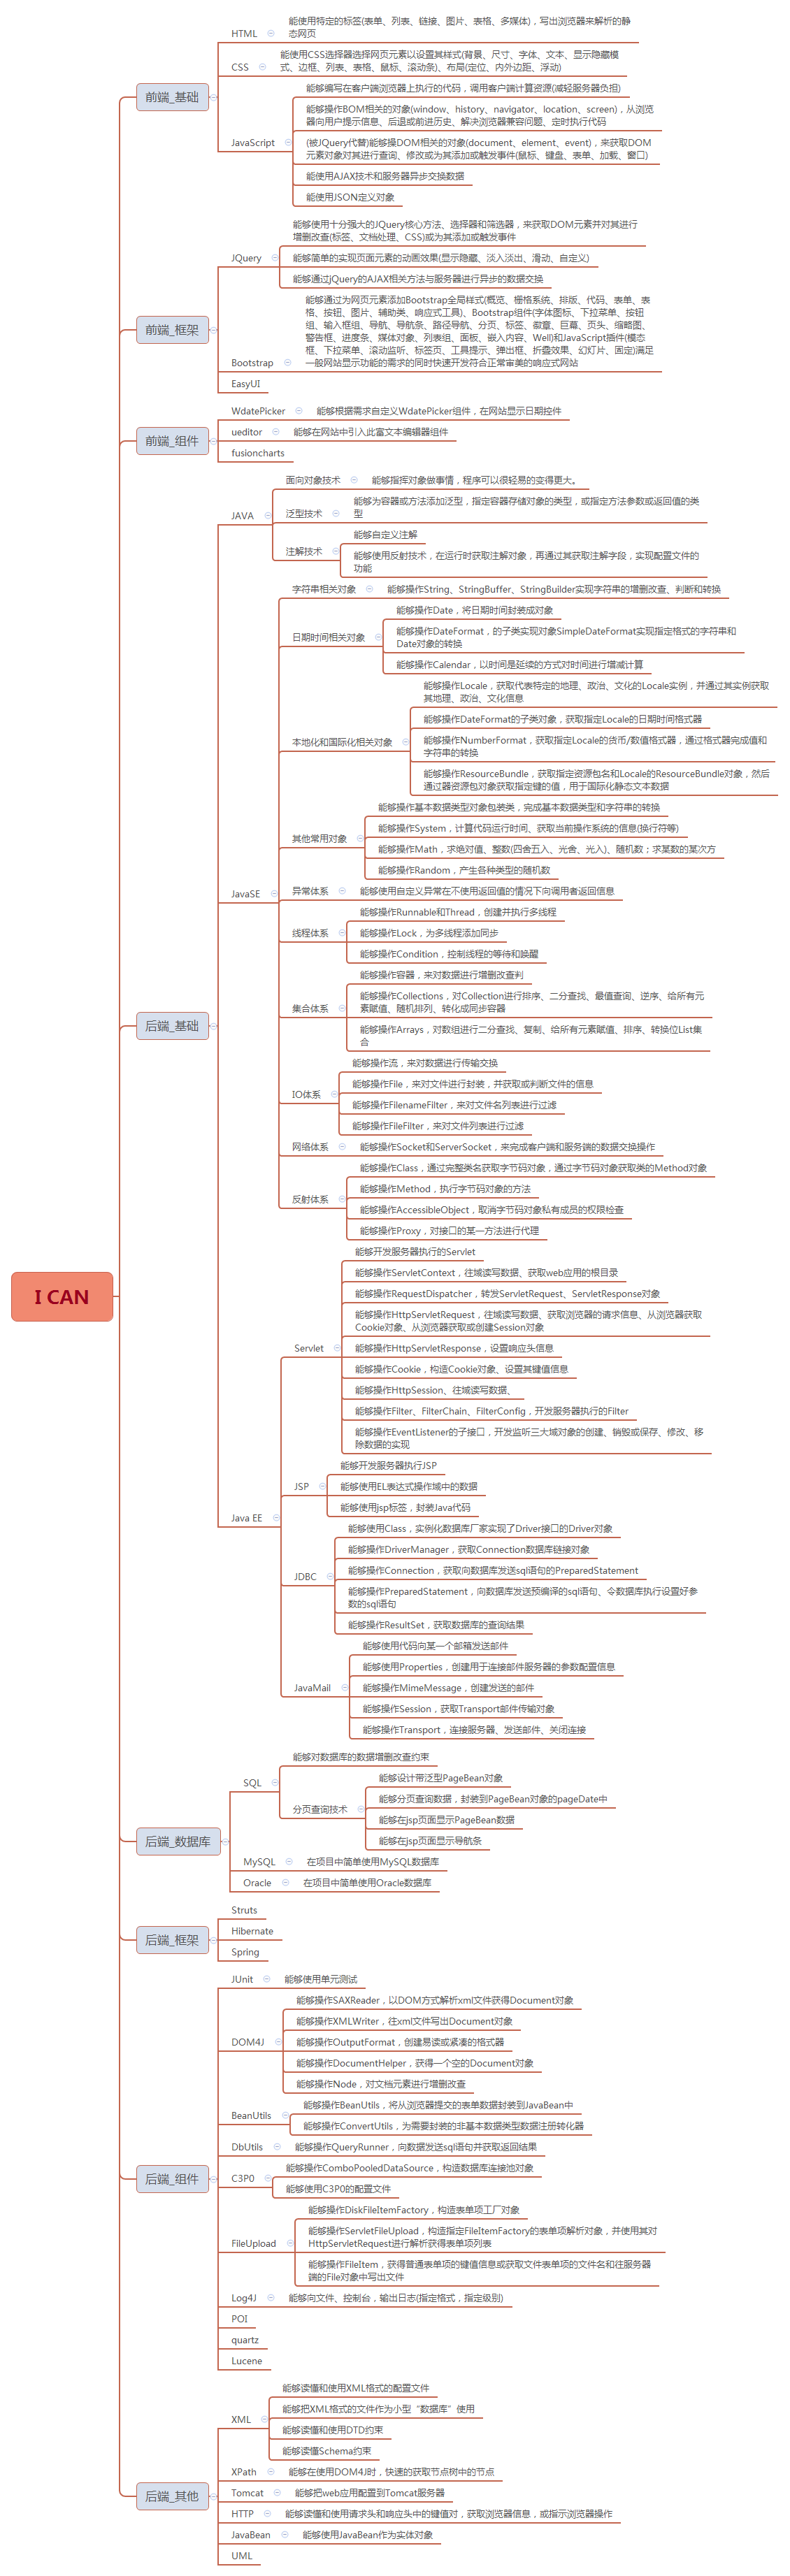 I CAN
前端_基础
HTML
能使用特定的标签(表单、列表、链接、图片、表格、多媒体)，写出浏览器来解析的静
态网页
CSS
能使用CSS选择器选择网页元素以设置其样式(背景、尺寸、字体、文本、显示隐藏模
式、边框、列表、表格、鼠标、滚动条)、布局(定位、内外边距、浮动)
JavaScript
能够编写在客户端浏览器上执行的代码，调用客户端计算资源(减轻服务器负担)
能够操作BOM相关的对象(window、history、navigator、location、screen)，从浏览
器向用户提示信息、后退或前进历史、解决浏览器兼容问题、定时执行代码
(被JQuery代替)能够操DOM相关的对象(document、element、event)，来获取DOM
元素对象对其进行查询、修改或为其添加或触发事件(鼠标、键盘、表单、加载、窗口)
能使用AJAX技术和服务器异步交换数据
能使用JSON定义对象
前端_框架
JQuery
能够使用十分强大的JQuery核心方法、选择器和筛选器，来获取DOM元素并对其进行
增删改查(标签、文档处理、CSS)或为其添加或触发事件
能够简单的实现页面元素的动画效果(显示隐藏、淡入淡出、滑动、自定义)
能够通过jQuery的AJAX相关方法与服务器进行异步的数据交换
Bootstrap
能够通过为网页元素添加Bootstrap全局样式(概览、栅格系统、排版、代码、表单、表
格、按钮、图片、辅助类、响应式工具)、Bootstrap组件(字体图标、下拉菜单、按钮
组、输入框组、导航、导航条、路径导航、分页、标签、徽章、巨幕、页头、缩略图、
警告框、进度条、媒体对象、列表组、面板、嵌入内容、Well)和JavaScript插件(模态
框、下拉菜单、滚动监听、标签页、工具提示、弹出框、折叠效果、幻灯片、固定)满足
一般网站显示功能的需求的同时快速开发符合正常审美的响应式网站
EasyUI
前端_组件
WdatePicker
能够根据需求自定义WdatePicker组件，在网站显示日期控件
ueditor
能够在网站中引入此富文本编辑器组件
fusioncharts
后端_基础
JAVA
面向对象技术
能够指挥对象做事情，程序可以很轻易的变得更大。
泛型技术
能够为容器或方法添加泛型，指定容器存储对象的类型，或指定方法参数或返回值的类
型
注解技术
能够自定义注解
能够使用反射技术，在运行时获取注解对象，再通过其获取注解字段，实现配置文件的
功能
JavaSE
字符串相关对象
能够操作String、StringBuffer、StringBuilder实现字符串的增删改查、判断和转换
日期时间相关对象
能够操作Date，将日期时间封装成对象
能够操作DateFormat，的子类实现对象SimpleDateFormat实现指定格式的字符串和
Date对象的转换
能够操作Calendar，以时间是延续的方式对时间进行增减计算
本地化和国际化相关对象
能够操作Locale，获取代表特定的地理、政治、文化的Locale实例，并通过其实例获取
其地理、政治、文化信息
能够操作DateFormat的子类对象，获取指定Locale的日期时间格式器
能够操作NumberFormat，获取指定Locale的货币/数值格式器，通过格式器完成值和
字符串的转换
能够操作ResourceBundle，获取指定资源包名和Locale的ResourceBundle对象，然后
通过器资源包对象获取指定键的值，用于国际化静态文本数据
其他常用对象
能够操作基本数据类型对象包装类，完成基本数据类型和字符串的转换
能够操作System，计算代码运行时间、获取当前操作系统的信息(换行符等)
能够操作Math，求绝对值、整数(四舍五入、光舍、光入)、随机数；求某数的某次方
能够操作Random，产生各种类型的随机数
异常体系
能够使用自定义异常在不使用返回值的情况下向调用者返回信息
线程体系
能够操作Runnable和Thread，创建并执行多线程
能够操作Lock，为多线程添加同步
能够操作Condition，控制线程的等待和唤醒
集合体系
能够操作容器，来对数据进行增删改查判
能够操作Collections，对Collection进行排序、二分查找、最值查询、逆序、给所有元
素赋值、随机排列、转化成同步容器
能够操作Arrays，对数组进行二分查找、复制、给所有元素赋值、排序、转换位List集
合
IO体系
能够操作流，来对数据进行传输交换
能够操作File，来对文件进行封装，并获取或判断文件的信息
能够操作FilenameFilter，来对文件名列表进行过滤
能够操作FileFilter，来对文件列表进行过滤
网络体系
能够操作Socket和ServerSocket，来完成客户端和服务端的数据交换操作
反射体系
能够操作Class，通过完整类名获取字节码对象，通过字节码对象获取类的Method对象
能够操作Method，执行字节码对象的方法
能够操作AccessibleObject，取消字节码对象私有成员的权限检查
能够操作Proxy，对接口的某一方法进行代理
Java EE
Servlet
能够开发服务器执行的Servlet
能够操作ServletContext，往域读写数据、获取web应用的根目录
能够操作RequestDispatcher，转发ServletRequest、ServletResponse对象
能够操作HttpServletRequest，往域读写数据、获取浏览器的请求信息、从浏览器获取
Cookie对象、从浏览器获取或创建Session对象
能够操作HttpServletResponse，设置响应头信息
能够操作Cookie，构造Cookie对象、设置其键值信息
能够操作HttpSession、往域读写数据、
能够操作Filter、FilterChain、FilterConfig，开发服务器执行的Filter
能够操作EventListener的子接口，开发监听三大域对象的创建、销毁或保存、修改、移
除数据的实现
JSP
能够开发服务器执行JSP
能够使用EL表达式操作域中的数据
能够使用jsp标签，封装Java代码
JDBC
能够使用Class，实例化数据库厂家实现了Driver接口的Driver对象
能够操作DriverManager，获取Connection数据库链接对象
能够操作Connection，获取向数据库发送sql语句的PreparedStatement
能够操作PreparedStatement，向数据库发送预编译的sql语句、令数据库执行设置好参
数的sql语句
能够操作ResultSet，获取数据库的查询结果
JavaMail
能够使用代码向某一个邮箱发送邮件
能够使用Properties，创建用于连接邮件服务器的参数配置信息
能够操作MimeMessage，创建发送的邮件
能够操作Session，获取Transport邮件传输对象
能够操作Transport，连接服务器、发送邮件、关闭连接
后端_数据库
SQL
能够对数据库的数据增删改查约束
分页查询技术
能够设计带泛型PageBean对象
能够分页查询数据，封装到PageBean对象的pageDate中
能够在jsp页面显示PageBean数据
能够在jsp页面显示导航条
MySQL
在项目中简单使用MySQL数据库
Oracle
在项目中简单使用Oracle数据库
后端_框架
Struts
Hibernate
Spring
后端_组件
JUnit
能够使用单元测试
DOM4J
能够操作SAXReader，以DOM方式解析xml文件获得Document对象
能够操作XMLWriter，往xml文件写出Document对象
能够操作OutputFormat，创建易读或紧凑的格式器
能够操作DocumentHelper，获得一个空的Document对象
能够操作Node，对文档元素进行增删改查
BeanUtils
能够操作BeanUtils，将从浏览器提交的表单数据封装到JavaBean中
能够操作ConvertUtils，为需要封装的非基本数据类型数据注册转化器
DbUtils
能够操作QueryRunner，向数据发送sql语句并获取返回结果
C3P0
能够操作ComboPooledDataSource，构造数据库连接池对象
能够使用C3P0的配置文件
FileUpload
能够操作DiskFileItemFactory，构造表单项工厂对象
能够操作ServletFileUpload，构造指定FileItemFactory的表单项解析对象，并使用其对
HttpServletRequest进行解析获得表单项列表
能够操作FileItem，获得普通表单项的键值信息或获取文件表单项的文件名和往服务器
端的File对象中写出文件
Log4J
能够向文件、控制台，输出日志(指定格式，指定级别)
POI
quartz
Lucene
后端_其他
XML
能够读懂和使用XML格式的配置文件
能够把XML格式的文件作为小型“数据库”使用
能够读懂和使用DTD约束
能够读懂Schema约束
XPath
能够在使用DOM4J时，快速的获取节点树中的节点
Tomcat
能够把web应用配置到Tomcat服务器
HTTP
能够读懂和使用请求头和响应头中的键值对，获取浏览器信息，或指示浏览器操作
JavaBean
能够使用JavaBean作为实体对象
UML